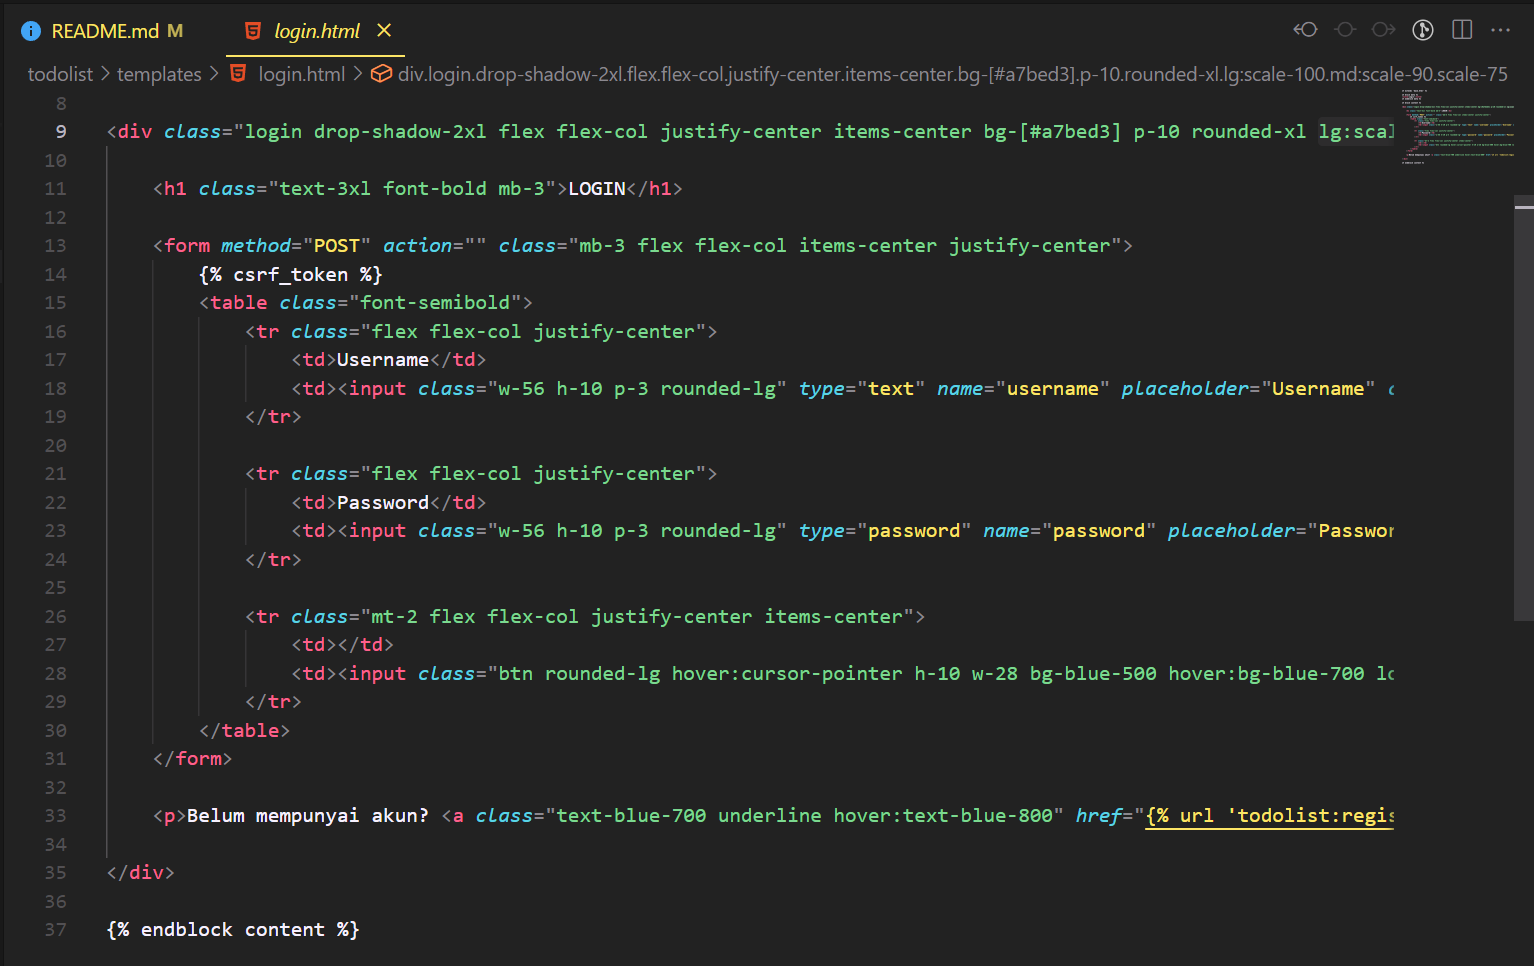 README.md M login.html
todolist > templates > login.html > div.login.drop-shadow-2xl.flex.flex-col.justify-center.items-center.bg-[#a7bed3].p-10.rounded-xl.lg:scale-100.md:scale-90.scale-75
8
9 <div class="login drop-shadow-2xl flex flex-col justify-center items-center bg-[#a7bed3] p-10 rounded-xl lg:scal
10
11 <h1 class="text-3xl font-bold mb-3">LOGIN</h1>
12
13 <form method="POST" action="" class="mb-3 flex flex-col items-center justify-center">
14 {% csrf_token %}
15 <table class="font-semibold">
16 <tr class="flex flex-col justify-center">
17 <td>Username</td>
18 <td><input class="w-56 h-10 p-3 rounded-lg" type="text" name="username" placeholder="Username"
19 </tr>
20
21 <tr class="flex flex-col justify-center">
22 <td>Password</td>
23 <td><input class="w-56 h-10 p-3 rounded-lg" type="password" name="password" placeholder="Passwor
24 </tr>
25
26 <tr class="mt-2 flex flex-col justify-center items-center">
27 <td></td>
28 <td><input class="btn rounded-lg hover:cursor-pointer h-10 w-28 bg-blue-500 hover:bg-blue-700
29 </tr>
30 </table>
31 </form>
32
33 <p>Belum mempunyai akun? <a class="text-blue-700 underline hover:text-blue-800" href="{% url 'todolist:regis
34
35 </div>
36
37 {% endblock content %}